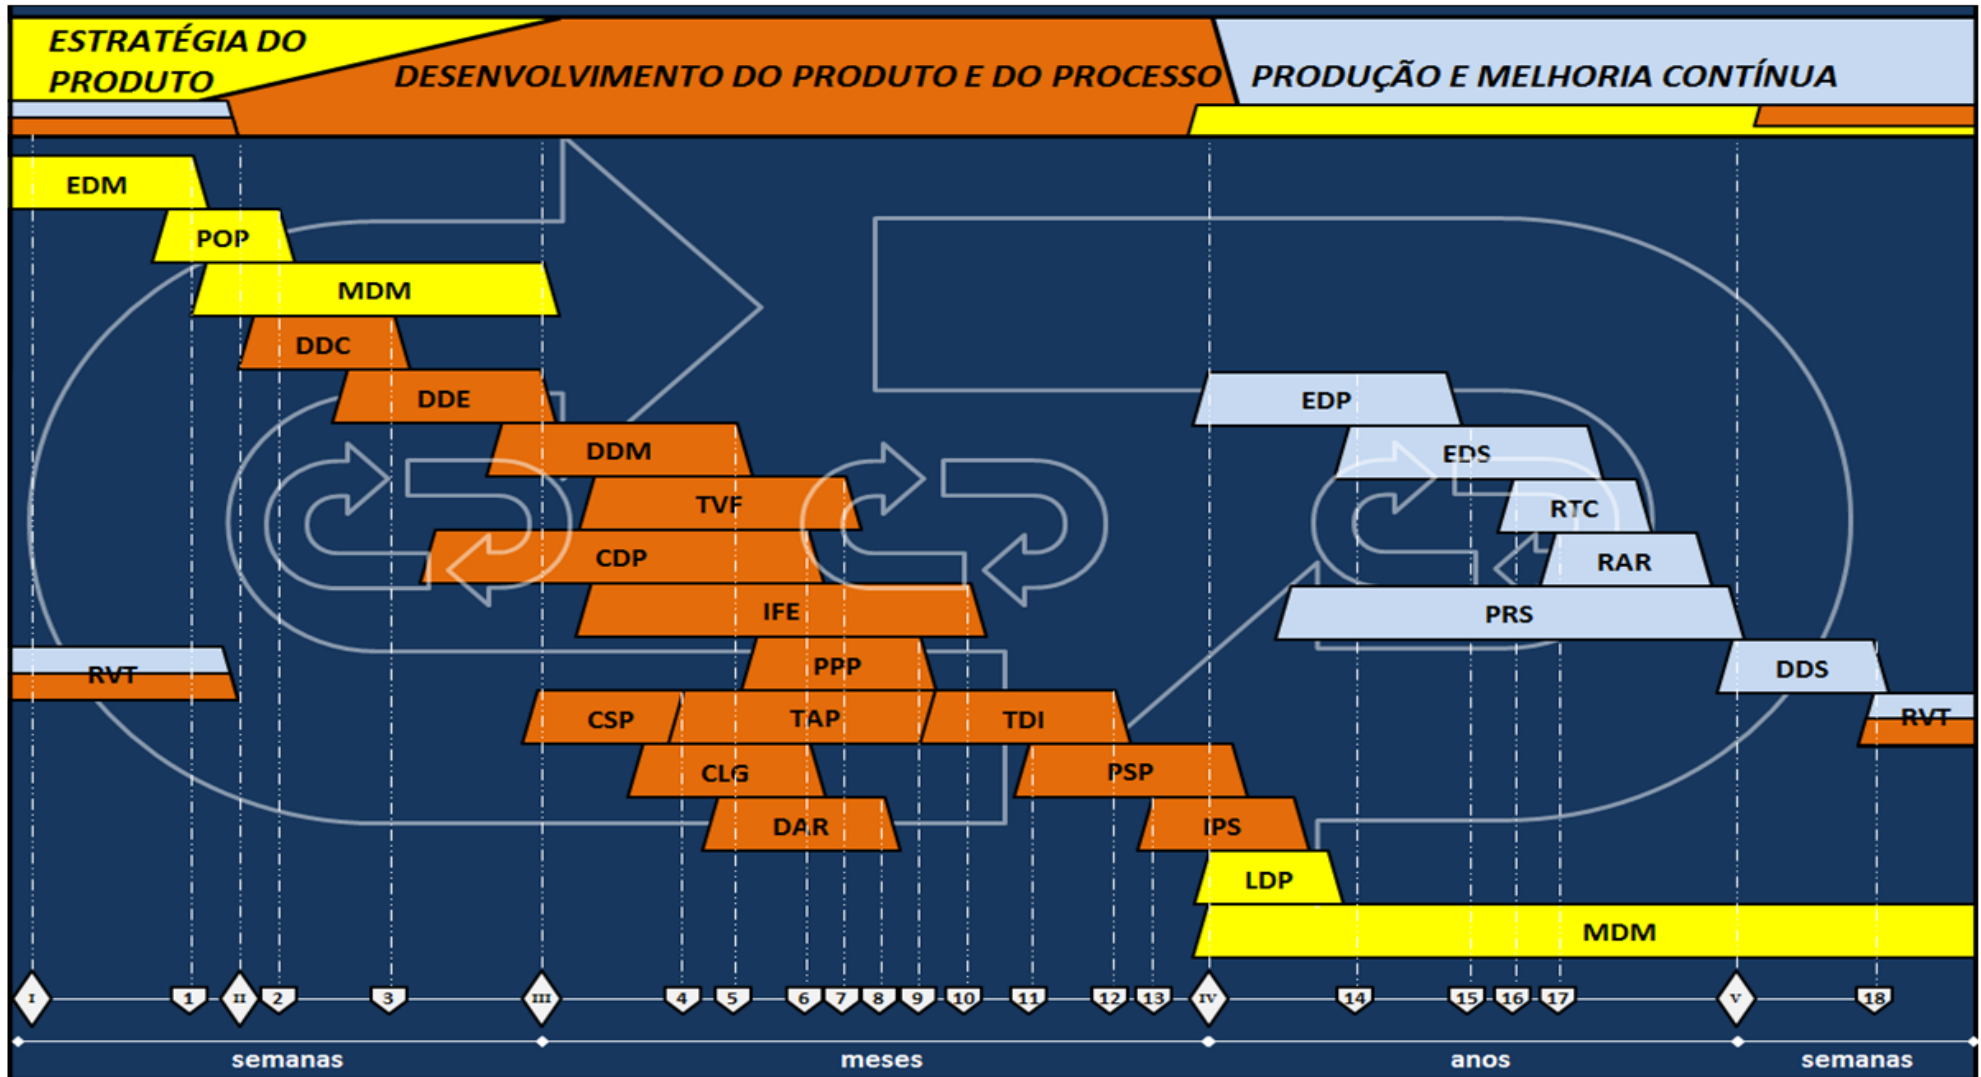 ESTRATÉGIA DO
PRODUTO
DESENVOLVIMENTO DO PRODUTO E DO PROCESSO
PRODUÇÃO E MELHORIA CONTÍNUA
EDM
POP
MDM
DDC
DDE
EDP
DDM
EDS
TVF
RTC
CDP
RAR
IFE
PRS
RVT
PPP
DDS
CSP
TAP
TDI
RVT
CLG
PSP
DAR
IPS
LDP
MDM
I
1
II
2
3
III
4
5
6
7
8
9
10
11
12
13
IV
14
15
16
17
V
18
semanas
meses
anos
semanas